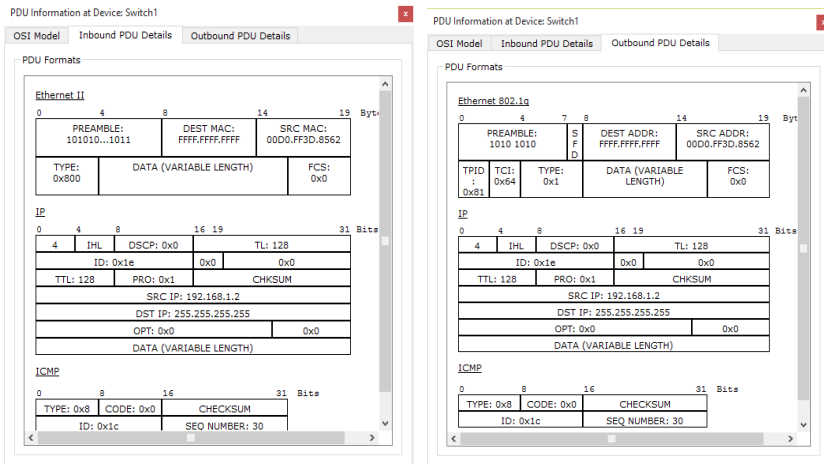 PDU Information at Device: Switch1
x
OSI Model Inbound PDU Details Outbound PDU Details
PDU Formats
Ethernet II
0 4 8 14 19 Byte
PREAMBLE: DEST MAC: SRC MAC:
101010...1011 FFFF.FFFF.FFFF 00D0.FF3D.8562
TYPE: DATA (VARIABLE LENGTH) FCS:
0x800 0x0
IP
0 4 8 16 19 31 Bits
4 IHL DSCP: 0x0 TL: 128
ID: 0x1e 0x0 0x0
TTL: 128 PRO: 0x1 CHKSUM
SRC IP: 192.168.1.2
DST IP: 255.255.255.255
OPT: 0x0 0x0
DATA (VARIABLE LENGTH)
ICMP
0 8 16 31 Bits
TYPE: 0x8 CODE: 0x0 CHECKSUM
ID: 0x1c SEQ NUMBER: 30
PDU Information at Device: Switch1
x
OSI Model Inbound PDU Details Outbound PDU Details
PDU Formats
Ethernet 802.1q
0 4 7 8 14 19 Byt
PREAMBLE: S DEST ADDR: SRC ADDR:
1010 1010 F FFFF.FFFF.FFFF 00D0.FF3D.8562
D
TPID TCI: TYPE: DATA (VARIABLE FCS:
: 0x64 0x1 LENGTH) 0x0
0x81
IP
0 4 8 16 19 31 Bits
4 IHL DSCP: 0x0 TL: 128
ID: 0x1e 0x0 0x0
TTL: 128 PRO: 0x1 CHKSUM
SRC IP: 192.168.1.2
DST IP: 255.255.255.255
OPT: 0x0 0x0
DATA (VARIABLE LENGTH)
ICMP
0 8 16 31 Bits
TYPE: 0x8 CODE: 0x0 CHECKSUM
ID: 0x1c SEQ NUMBER: 30